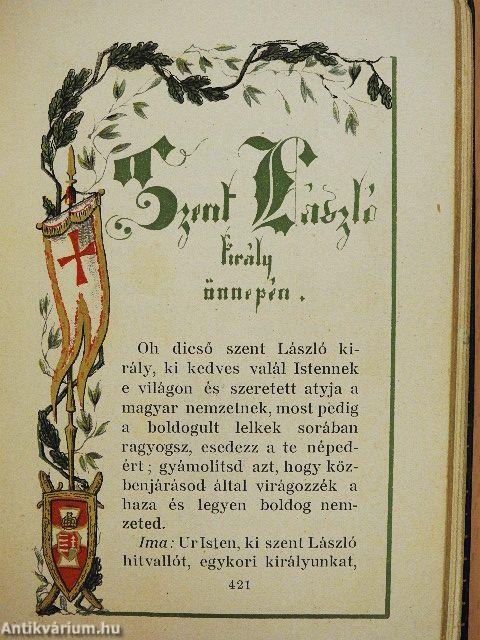 Szent László
király
ünnepén.
Oh dicső szent László ki-
rály, ki kedves valál Istennek
e világon és szeretett atyja a
magyar nemzetnek, most pedig
a boldogult lelkek sorában
ragyogsz, esedezz a te néped-
ért; gyámolítsd azt, hogy köz-
benjárásod által virágozzék a
haza és legyen boldog nem-
zeted.
Ima: Ur Isten, ki szent László
hitvallót, egykori királyunkat,
421
Antikvárium.hu